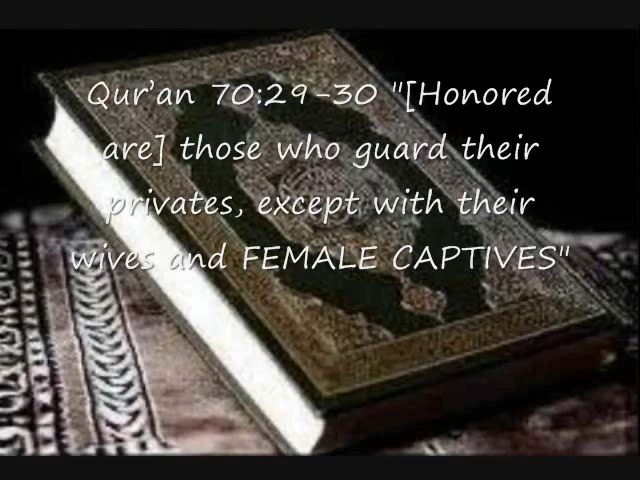 Qur'an 70:29-30 "[Honored
are] those who guard their
privates, except with their
wives and FEMALE CAPTIVES"